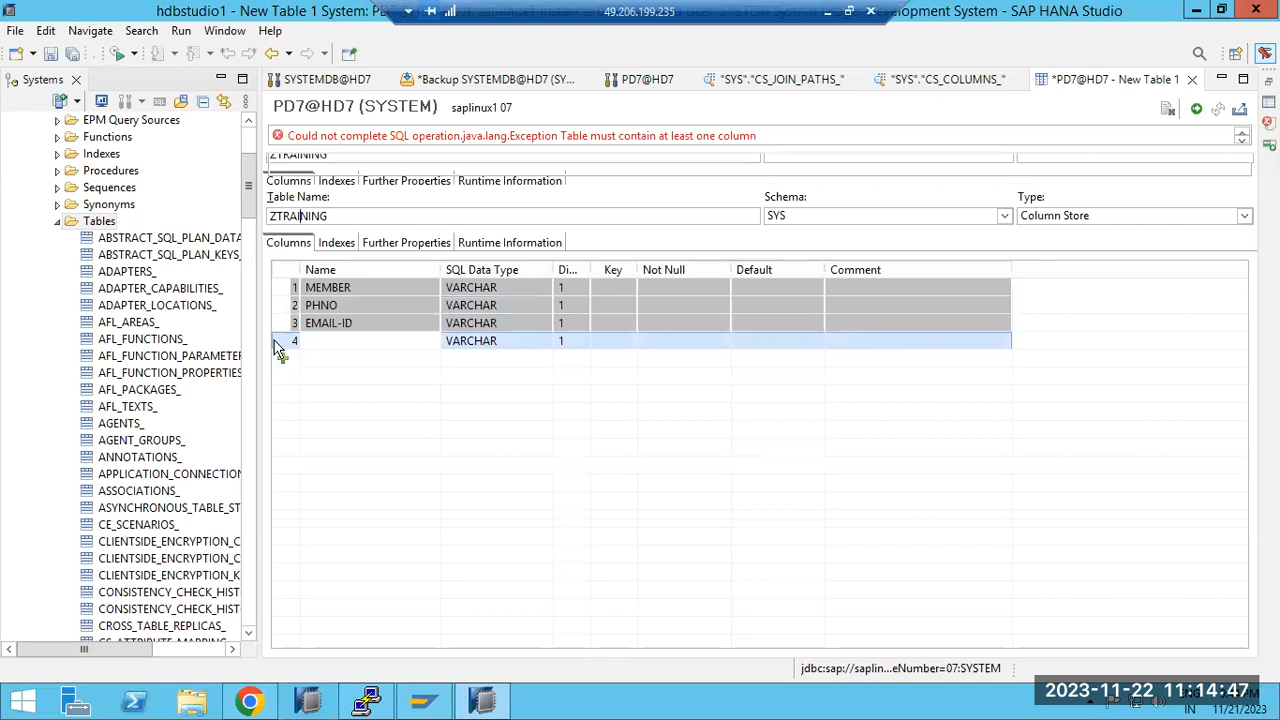 hdbstudio1 - New Table 1 System: PD7@
49.206.199.235
Development System - SAP HANA Studio
File Edit Navigate Search Run Window Help
Systems
SYSTEMDB@HD7
*Backup SYSTEMDB@HD7 (SY...
PD7@HD7
"SYS"."CS_JOIN_PATHS_"
"SYS"."CS_COLUMNS_"
*PD7@HD7 - New Table 1
PD7@HD7 (SYSTEM) saplinux1 07
Could not complete SQL operation.java.lang.Exception Table must contain at least one column
ZTRAINING
Columns Indexes Further Properties Runtime Information
Table Name: Schema: Type:
ZTRAINING SYS Column Store
Columns Indexes Further Properties Runtime Information
Name SQL Data Type Di... Key Not Null Default Comment
1 MEMBER VARCHAR 1
2 PHNO VARCHAR 1
3 EMAIL-ID VARCHAR 1
4 VARCHAR 1
EPM Query Sources
Functions
Indexes
Procedures
Sequences
Synonyms
Tables
ABSTRACT_SQL_PLAN_DATA
ABSTRACT_SQL_PLAN_KEYS_
ADAPTERS_
ADAPTER_CAPABILITIES_
ADAPTER_LOCATIONS_
AFL_AREAS_
AFL_FUNCTIONS_
AFL_FUNCTION_PARAMETER
AFL_FUNCTION_PROPERTIES
AFL_PACKAGES_
AFL_TEXTS_
AGENTS_
AGENT_GROUPS_
ANNOTATIONS_
APPLICATION_CONNECTION
ASSOCIATIONS_
ASYNCHRONOUS_TABLE_ST
CE_SCENARIOS_
CLIENTSIDE_ENCRYPTION_C
CLIENTSIDE_ENCRYPTION_C
CLIENTSIDE_ENCRYPTION_K
CONSISTENCY_CHECK_HIST
CONSISTENCY_CHECK_HIST
CROSS_TABLE_REPLICAS_
jdbc:sap://saplin...eNumber=07:SYSTEM
2023-11-22 11:14:47
IN 11/21/2023